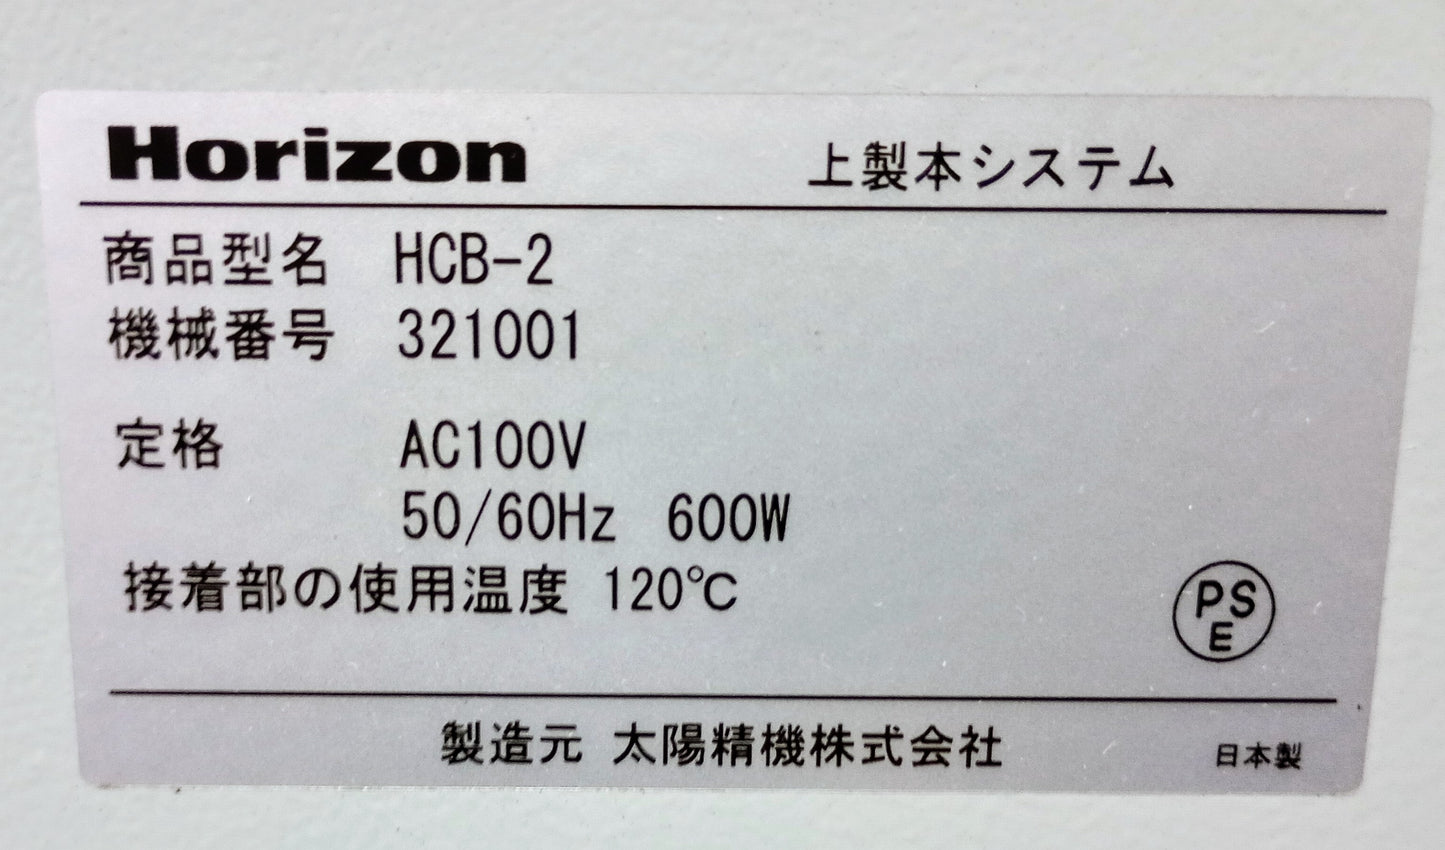 Horizon 上製本システム
商品型名 HCB-2
機械番号 321001
定格 AC100V
50/60Hz 600W
接着部の使用温度 120℃
PS
E
製造元 太陽精機株式会社 日本製